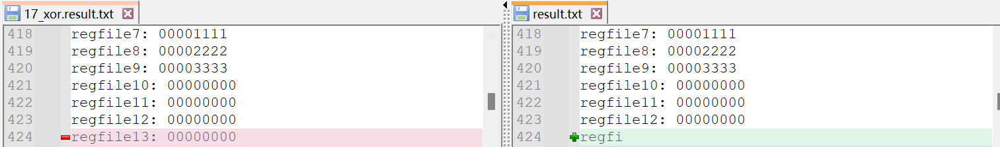 17_xor.result.txt
418 regfile7: 00001111
419 regfile8: 00002222
420 regfile9: 00003333
421 regfile10: 00000000
422 regfile11: 00000000
423 regfile12: 00000000
424 regfile13: 00000000
result.txt
418 regfile7: 00001111
419 regfile8: 00002222
420 regfile9: 00003333
421 regfile10: 00000000
422 regfile11: 00000000
423 regfile12: 00000000
424 regfi